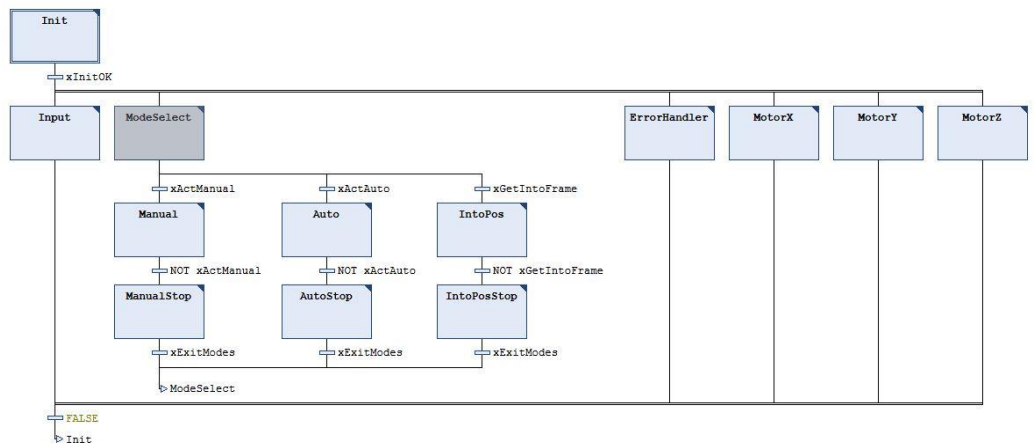 Init
xInitOK
Input ModeSelect ErrorHandler MotorX MotorY MotorZ
xActManual xActAuto xGetIntoFrame
Manual Auto IntoPos
NOT xActManual NOT xActAuto NOT xGetIntoFrame
ManualStop AutoStop IntoPosStop
xExitModes xExitModes xExitModes
ModeSelect
FALSE
Init